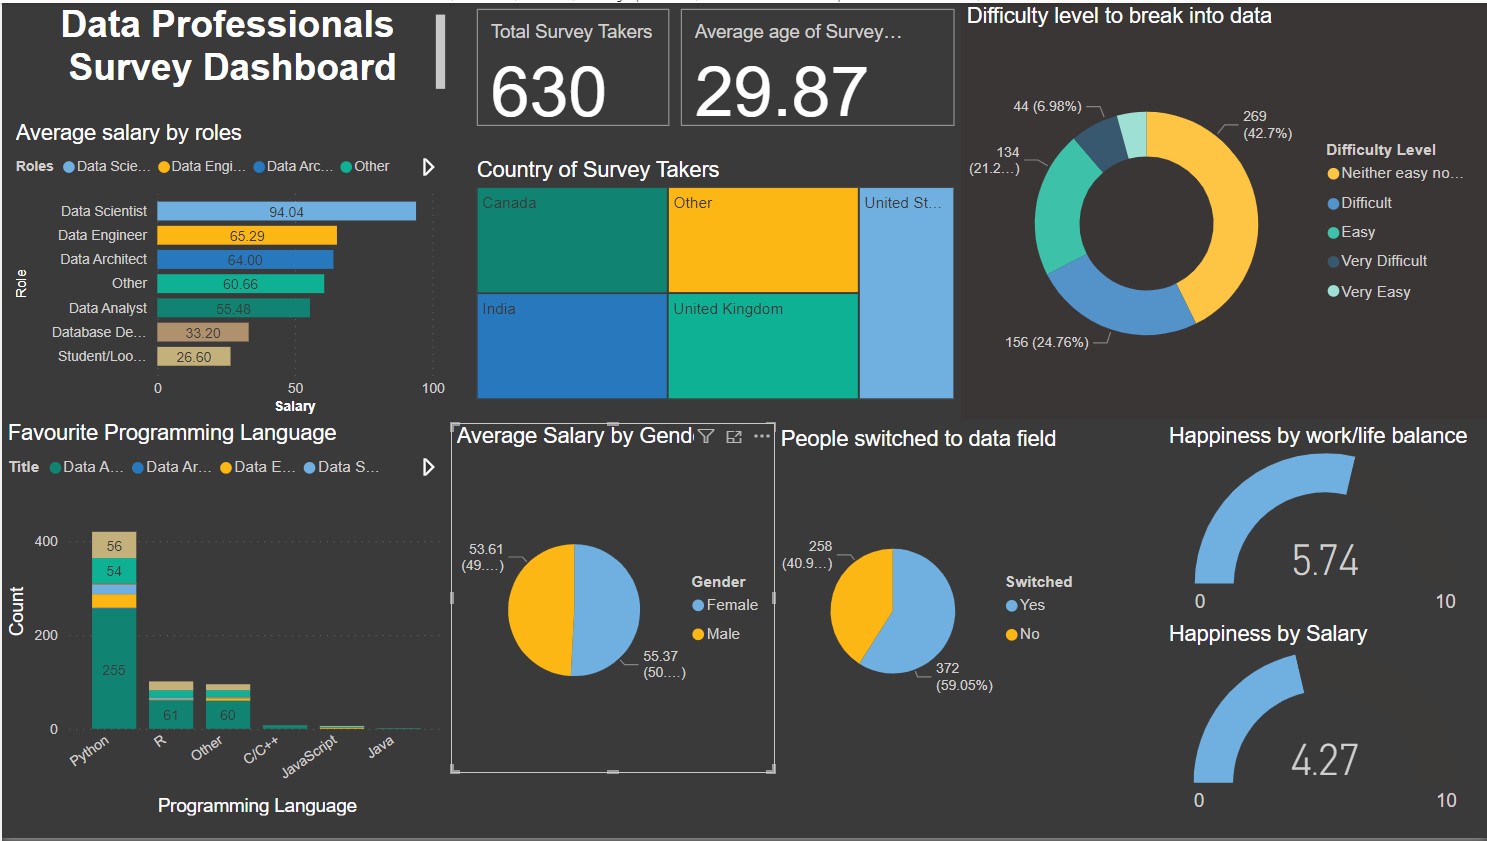 Data Professionals
Survey Dashboard
Total Survey Takers
630
Average age of Survey…
29.87
Difficulty level to break into data
44 (6.98%)
269
(42.7%)
134
(21.2…)
156 (24.76%)
Difficulty Level
Neither easy no…
Difficult
Easy
Very Difficult
Very Easy
Average salary by roles
Roles
Data Scie…
Data Engi…
Data Arc…
Other
Role
Data Scientist
94.04
Data Engineer
65.29
Data Architect
64.00
Other
60.66
Data Analyst
55.48
Database De…
33.20
Student/Loo…
26.60
0
50
100
Salary
Country of Survey Takers
Canada
Other
United St…
India
United Kingdom
Favourite Programming Language
Title
Data A…
Data Ar…
Data E…
Data S…
Count
400
200
0
56
54
255
61
60
Python
R
Other
C/C++
JavaScript
Java
Programming Language
Average Salary by Gend
53.61
(49.…)
55.37
(50.…)
Gender
Female
Male
People switched to data field
258
(40.9…)
372
(59.05%)
Switched
Yes
No
Happiness by work/life balance
5.74
0
10
Happiness by Salary
4.27
0
10